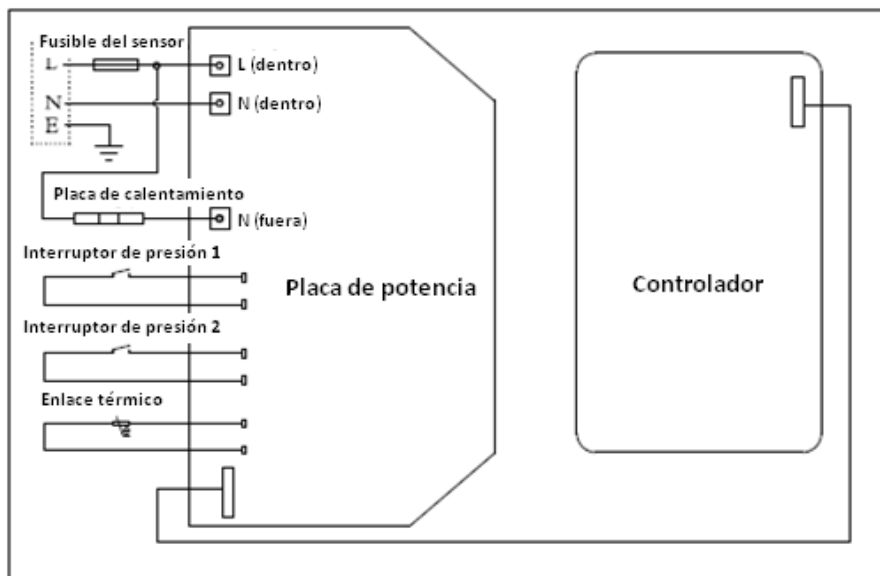 Fusible del sensor
L
L (dentro)
N
N (dentro)
E
Placa de calentamiento
N (fuera)
Interruptor de presión 1
Placa de potencia
Controlador
Interruptor de presión 2
Enlace térmico